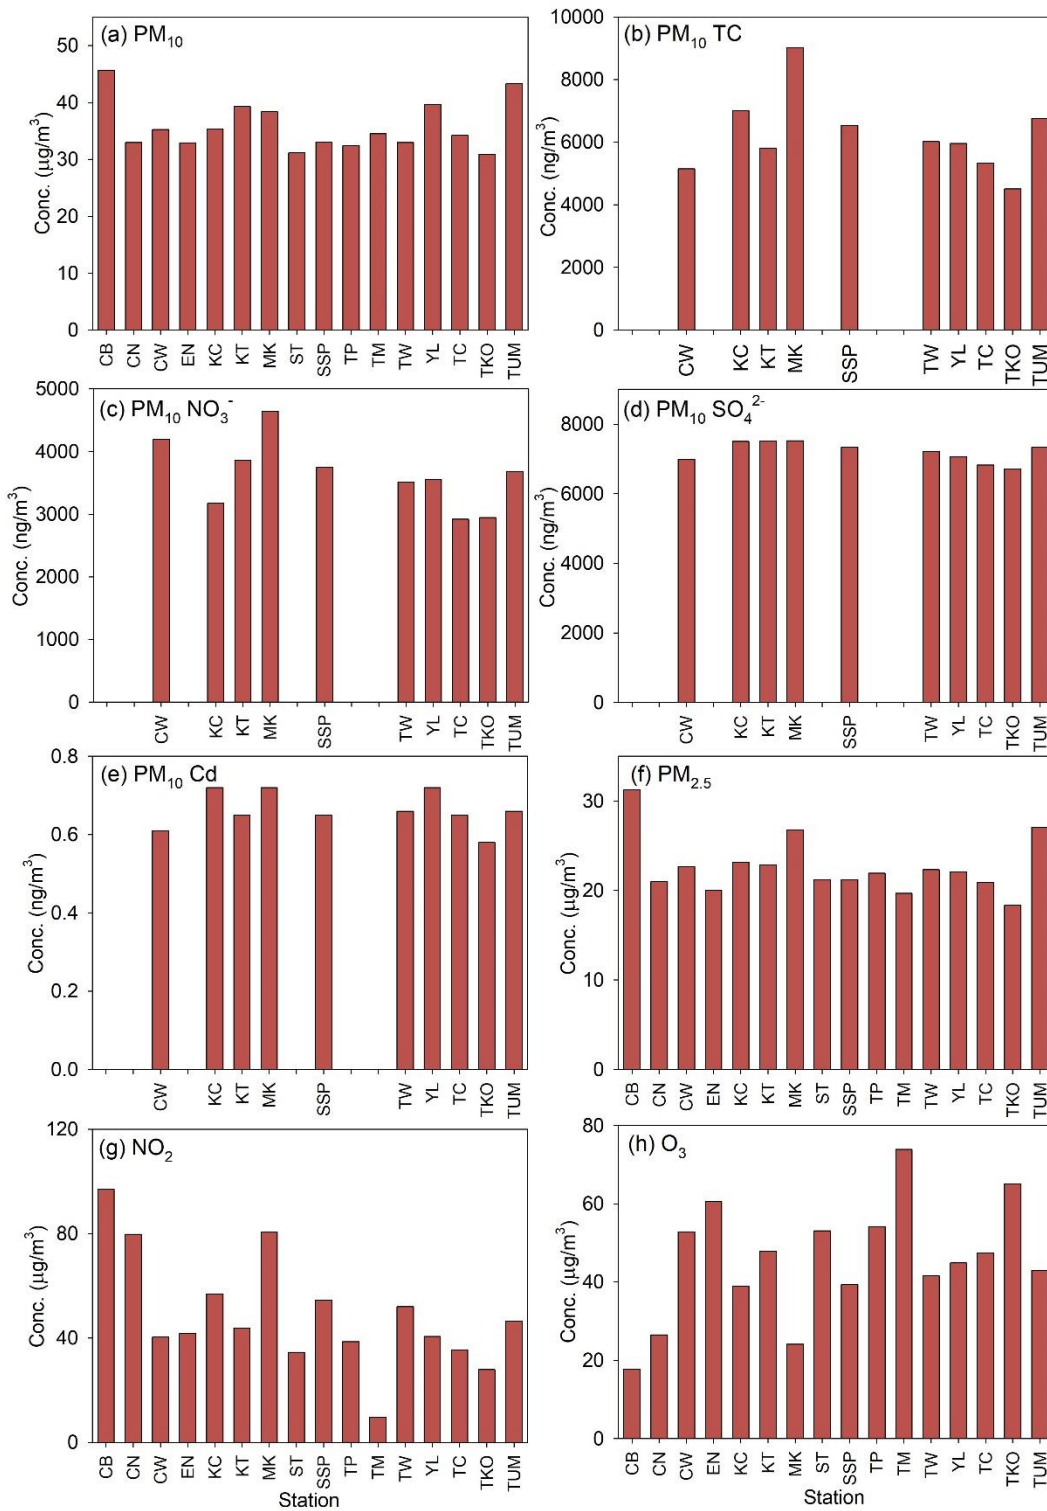 (a) PM10
Conc. (µg/m3)
50
40
30
20
10
0
CB CN CW EN KC KT MK ST SSP TP TM TW YL TC TKO TUM
(b) PM10 TC
Conc. (ng/m3)
10000
8000
6000
4000
2000
0
CW KC KT MK SSP TW YL TC TKO TUM
(c) PM10 NO3-
Conc. (ng/m3)
5000
4000
3000
2000
1000
0
CW KC KT MK SSP TW YL TC TKO TUM
(d) PM10 SO42-
Conc. (ng/m3)
8000
6000
4000
2000
0
CW KC KT MK SSP TW YL TC TKO TUM
(e) PM10 Cd
Conc. (ng/m3)
0.8
0.6
0.4
0.2
0.0
CW KC KT MK SSP TW YL TC TKO TUM
(f) PM2.5
Conc. (µg/m3)
30
20
10
0
CB CN CW EN KC KT MK ST SSP TP TM TW YL TC TKO TUM
(g) NO2
Conc. (µg/m3)
120
80
40
0
CB CN CW EN KC KT MK ST SSP TP TM TW YL TC TKO TUM
Station
(h) O3
Conc. (µg/m3)
80
60
40
20
0
CB CN CW EN KC KT MK ST SSP TP TM TW YL TC TKO TUM
Station